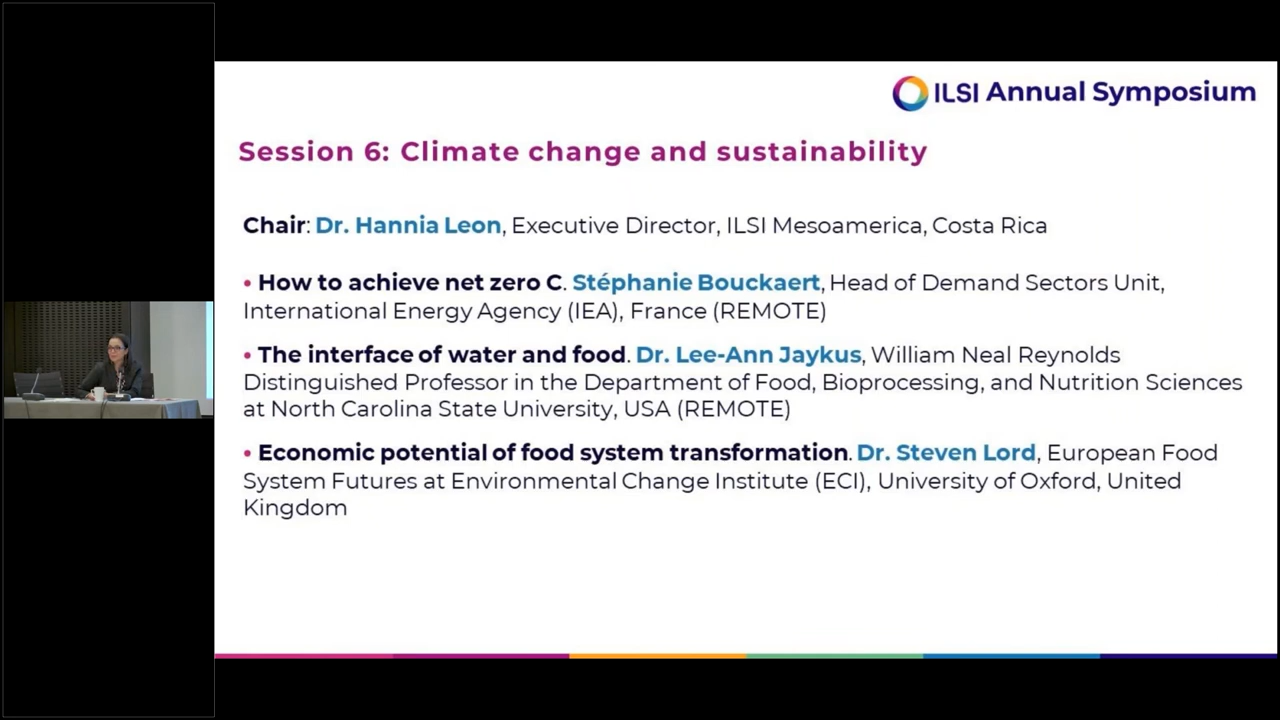 ILSI Annual Symposium
Session 6: Climate change and sustainability
Chair: Dr. Hannia Leon, Executive Director, ILSI Mesoamerica, Costa Rica
• How to achieve net zero C. Stéphanie Bouckaert, Head of Demand Sectors Unit,
International Energy Agency (IEA), France (REMOTE)
• The interface of water and food. Dr. Lee-Ann Jaykus, William Neal Reynolds
Distinguished Professor in the Department of Food, Bioprocessing, and Nutrition Sciences
at North Carolina State University, USA (REMOTE)
• Economic potential of food system transformation. Dr. Steven Lord, European Food
System Futures at Environmental Change Institute (ECI), University of Oxford, United
Kingdom